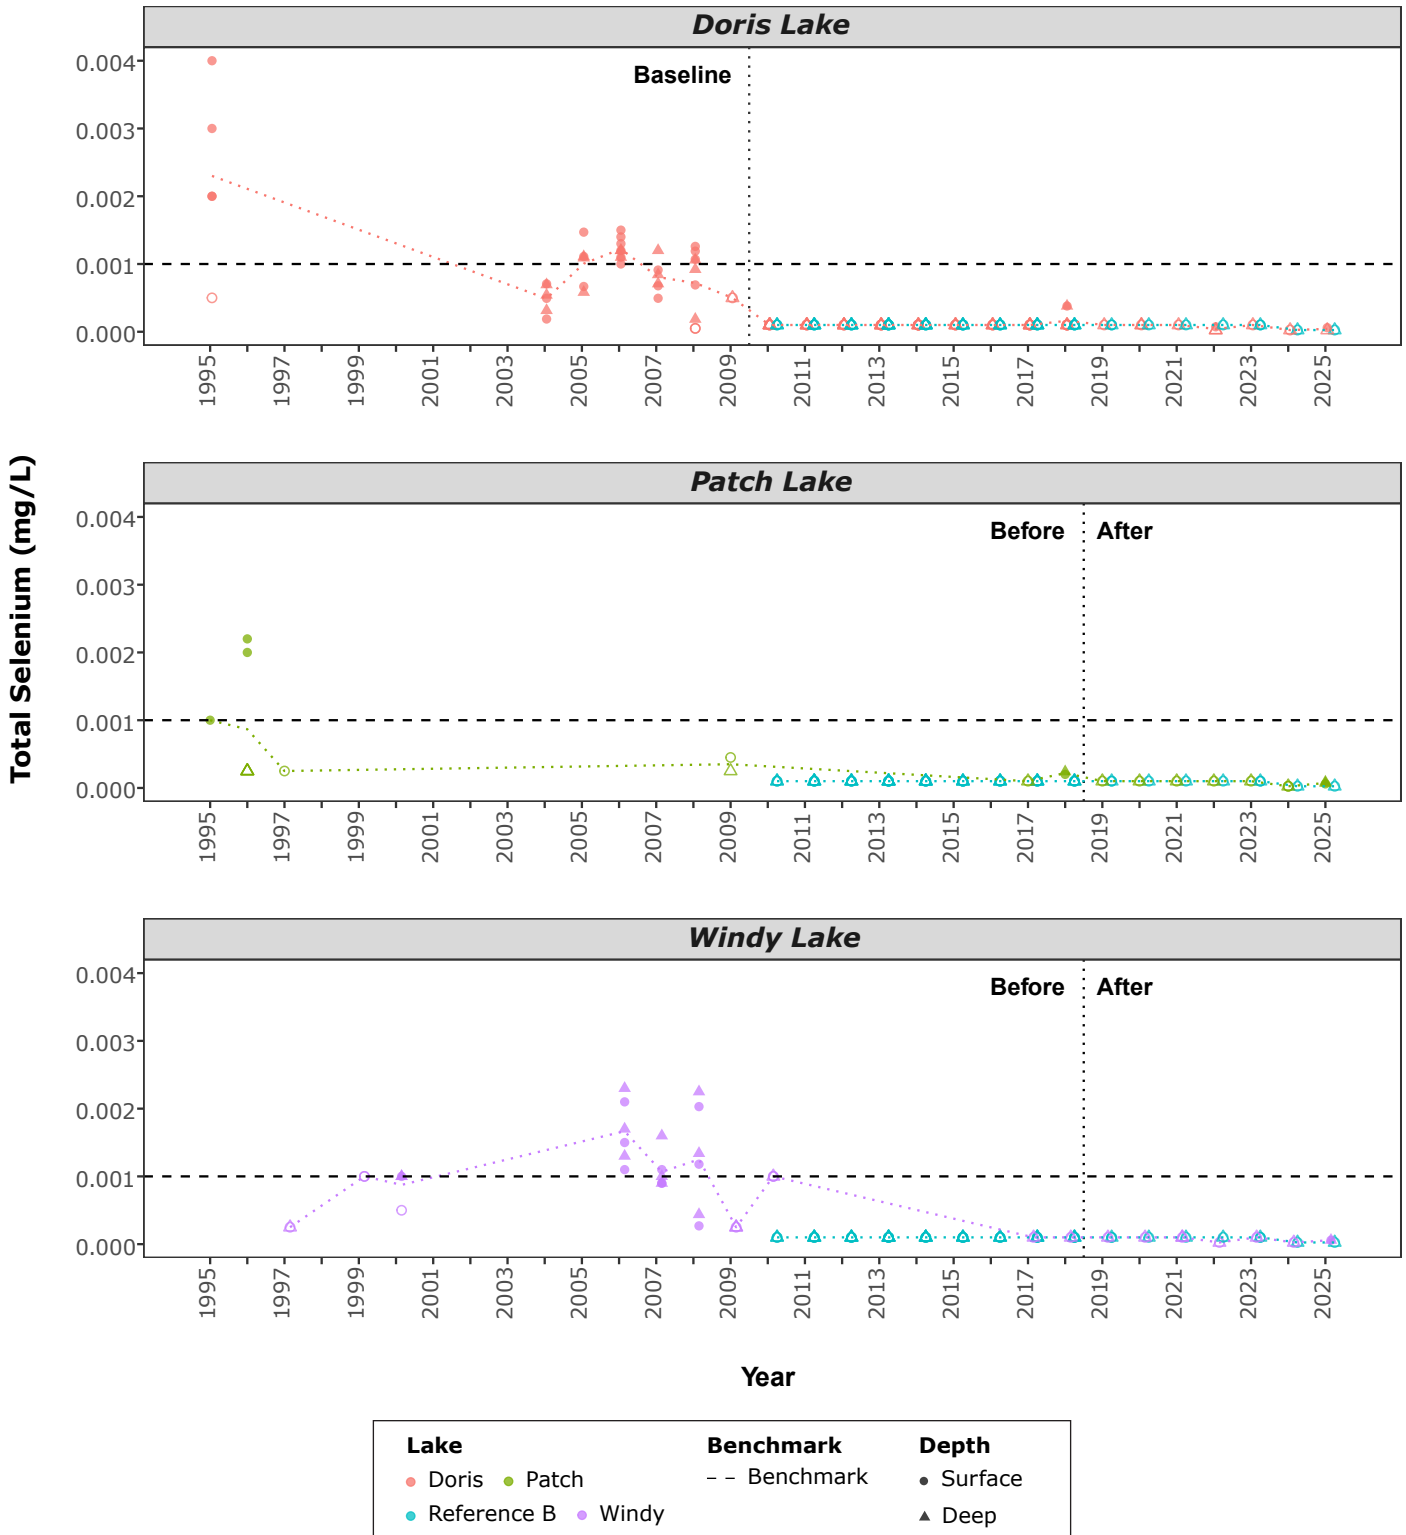 Doris Lake
Baseline
0.004
0.003
0.002
0.001
0.000
1995 1997 1999 2001 2003 2005 2007 2009 2011 2013 2015 2017 2019 2021 2023 2025
Total Selenium (mg/L)
Patch Lake
Before After
0.004
0.003
0.002
0.001
0.000
1995 1997 1999 2001 2003 2005 2007 2009 2011 2013 2015 2017 2019 2021 2023 2025
Windy Lake
Before After
0.004
0.003
0.002
0.001
0.000
1995 1997 1999 2001 2003 2005 2007 2009 2011 2013 2015 2017 2019 2021 2023 2025
Year
Lake Benchmark Depth
Doris Patch Benchmark Surface
Reference B Windy Deep